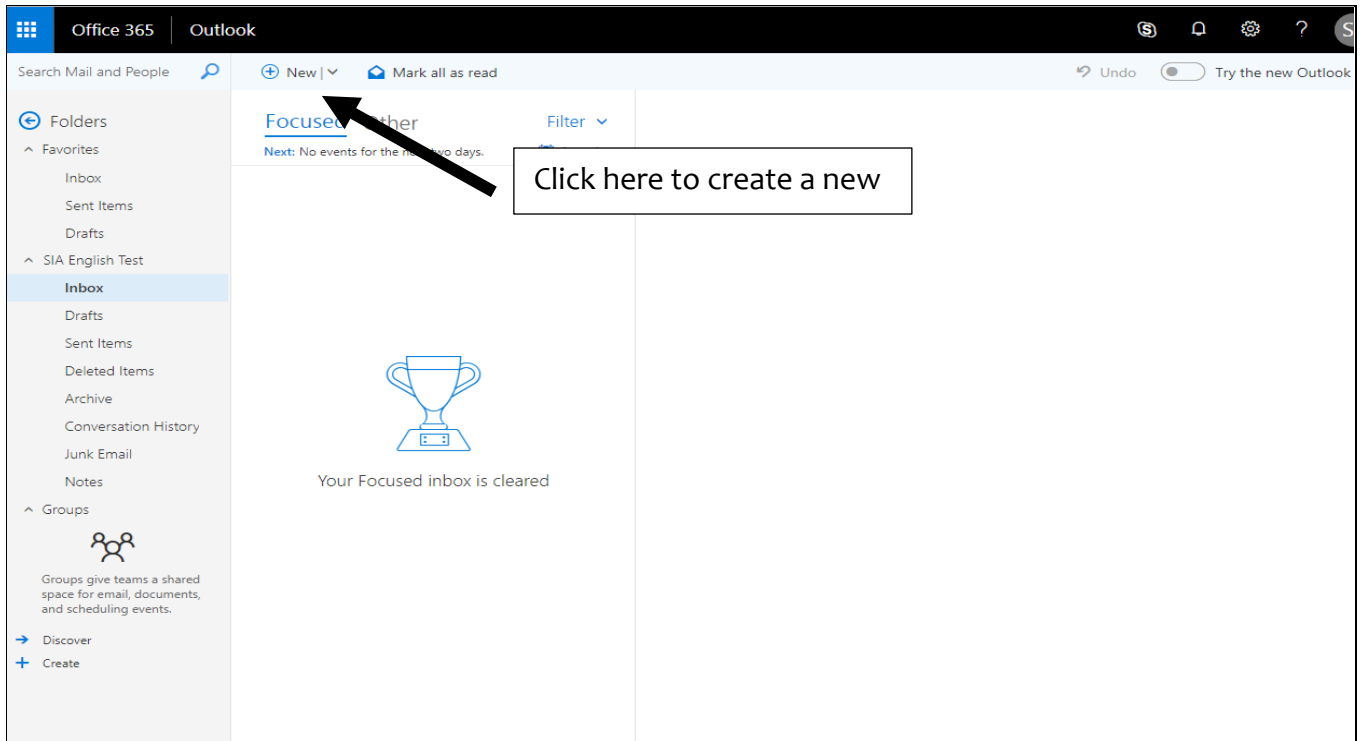 Office 365 Outlook S
Search Mail and People New Mark all as read Undo Try the new Outlook
Folders
Favorites
Inbox
Sent Items
Drafts
SIA English Test
Inbox
Drafts
Sent Items
Deleted Items
Archive
Conversation History
Junk Email
Notes
Groups
Groups give teams a shared
space for email, documents,
and scheduling events.
Discover
Create
Focused Other Filter
Next: No events for the next two days.
Click here to create a new
Your Focused inbox is cleared